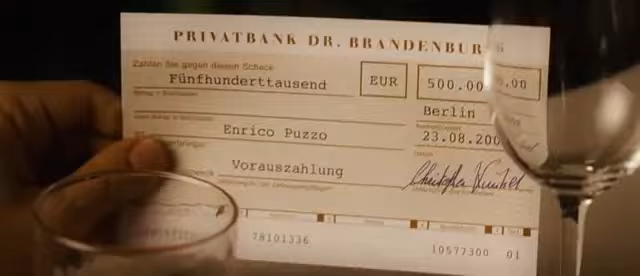 PRIVATBANK DR. BRANDENBURG
Zahlen Sie gegen diesen Scheck
Fünfhunderttausend EUR 500.00
Berlin
Enrico Puzzo 23.08.200
Vorauszahlung
78101336 10577300 01